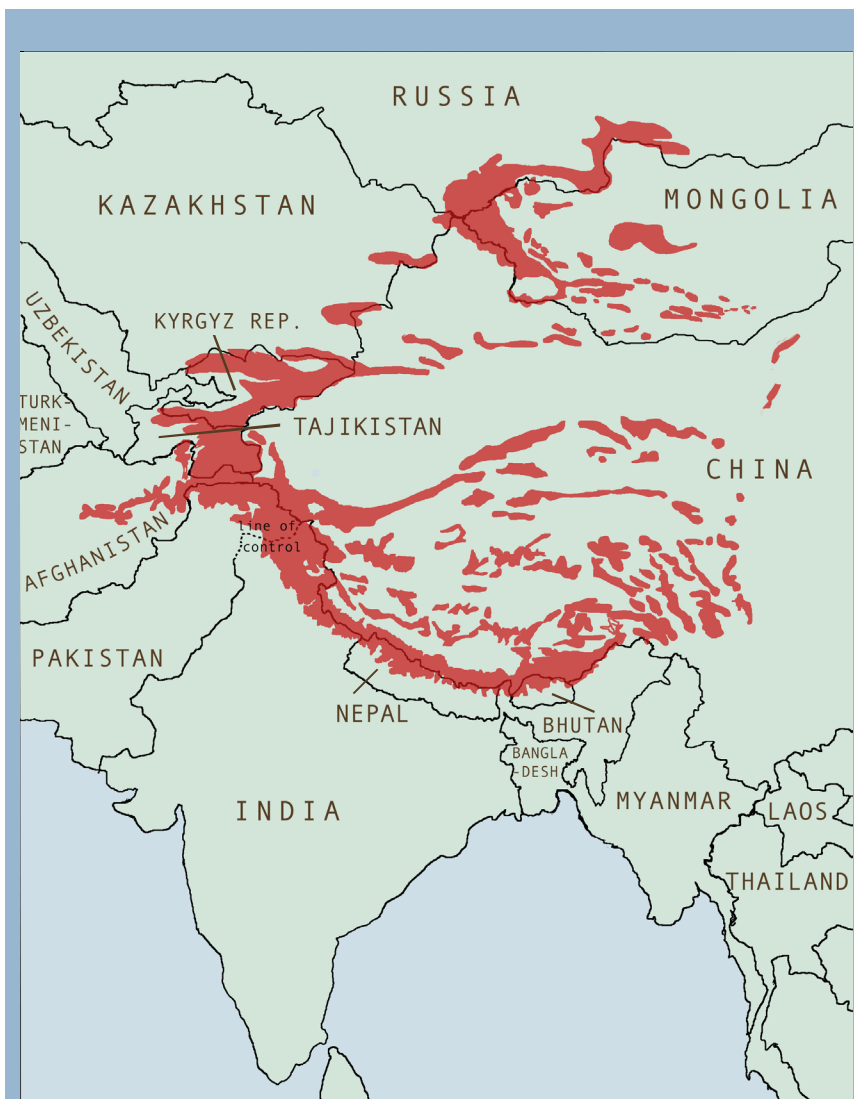 RUSSIA
KAZAKHSTAN
MONGOLIA
UZBEKISTAN
KYRGYZ REP.
TURK-
MENI-
STAN
TAJIKISTAN
CHINA
line of
control
AFGHANISTAN
PAKISTAN
NEPAL
BHUTAN
BANGLA
-DESH
INDIA
MYANMAR
LAOS
THAILAND